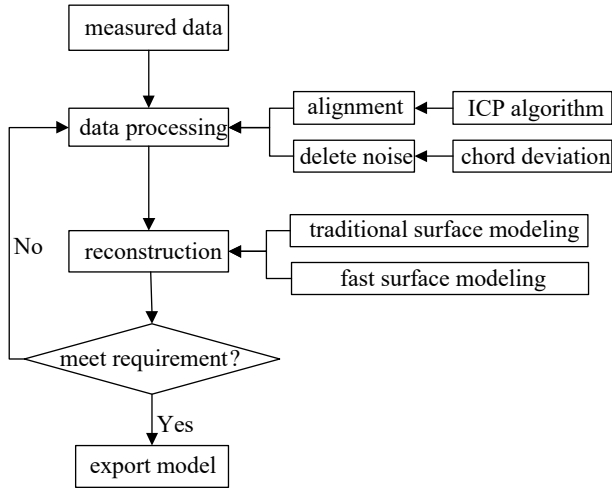 measured data
data processing
alignment
ICP algorithm
delete noise
chord deviation
No
reconstruction
traditional surface modeling
fast surface modeling
meet requirement?
Yes
export model